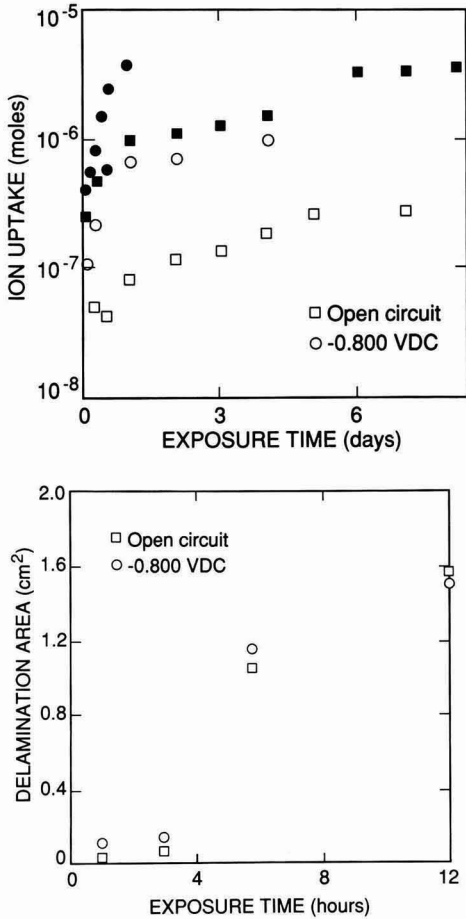 10-5
10-6
10-7
10-8
ION UPTAKE (moles)
□ Open circuit
○ -0.800 VDC
0 3 6
EXPOSURE TIME (days)
2.0
1.6
1.2
0.8
0.4
0
DELAMINATION AREA (cm2)
□ Open circuit
○ -0.800 VDC
0 4 8 12
EXPOSURE TIME (hours)